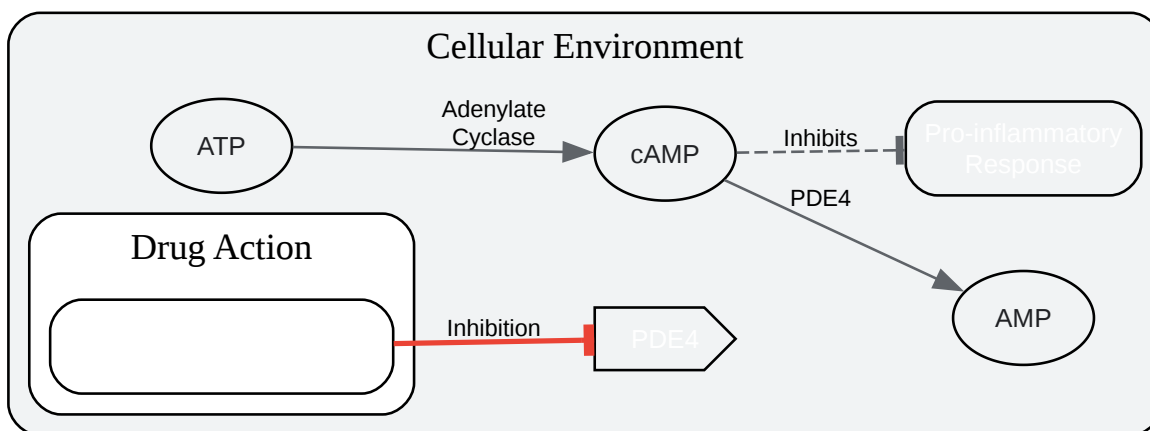 Cellular Environment
ATP
Adenylate
Cyclase
cAMP
Inhibits
Pro-inflammatory
Response
PDE4
Drug Action
Inhibition
PDE4
AMP